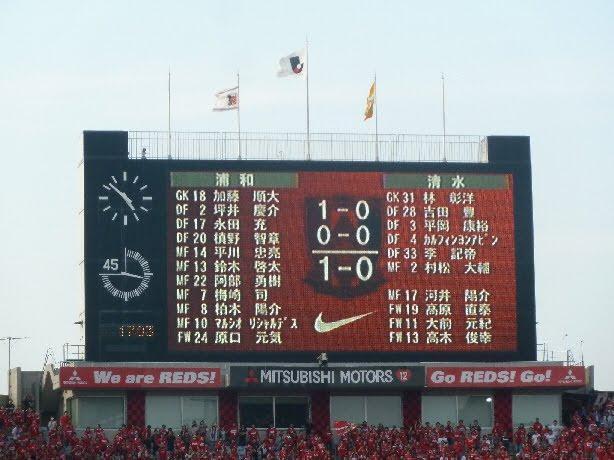 浦和
GK 18 加藤 順大
DF 2 坪井 慶介
DF 17 永田 充
DF 20 槙野 智章
MF 14 平川 忠亮
MF 13 鈴木 啓太
MF 22 阿部 勇樹
MF 7 梅崎 司
MF 8 柏木 陽介
MF 10 マルシオ リシャルデス
FW 24 原口 元気
1-0
0-0
1-0
清水
GK 31 林 彰洋
DF 28 吉田 豊
DF 3 平岡 康裕
DF 4 カルフィンヨンアピン
DF 33 李 記帝
MF 2 村松 大輔
MF 17 河井 陽介
FW 19 高原 直泰
FW 11 大前 元紀
FW 13 高木 俊幸
45
We are REDS!
MITSUBISHI MOTORS 12
Go REDS! Go!